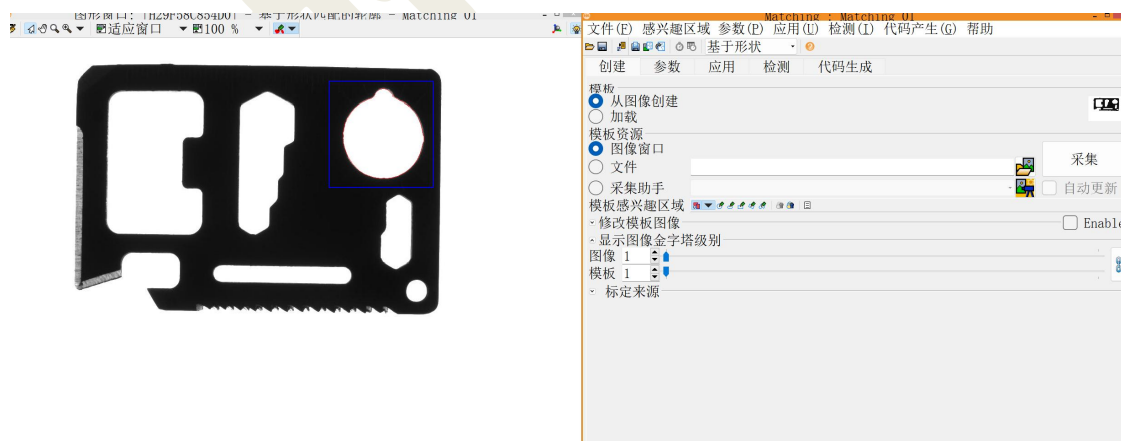 图形窗口: [H29F58C854D0] - 基于形状匹配的轮廓 - Matching 01
适应窗口 100 %
Matching : Matching 01
文件(F) 感兴趣区域 参数(P) 应用(U) 检测(I) 代码产生(G) 帮助
基于形状
创建 参数 应用 检测 代码生成
模板
从图像创建
加载
模板资源
图像窗口
文件
采集
采集助手
自动更新
模板感兴趣区域
修改模板图像
Enable
显示图像金字塔级别
图像 1
模板 1
标定来源